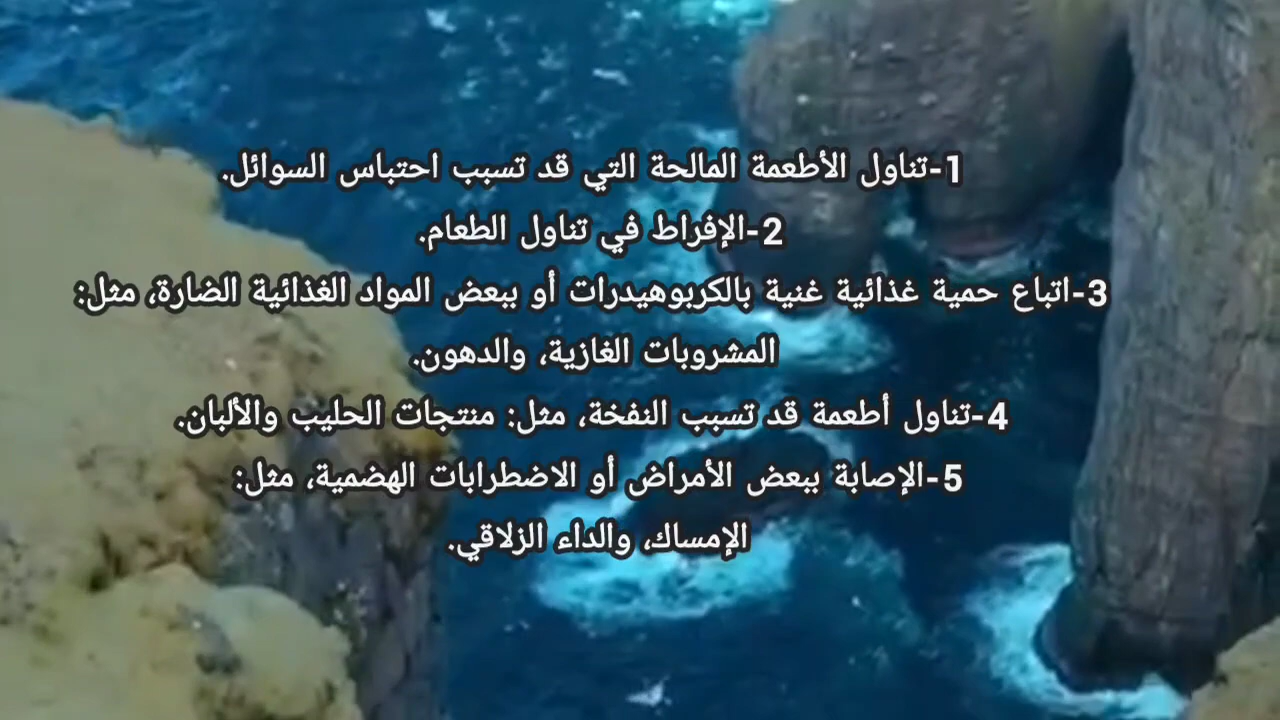 1-تناول الأطعمة المالحة التي قد تسبب احتباس السوائل.
2-الإفراط في تناول الطعام.
3-اتباع حمية غذائية غنية بالكربوهيدرات أو ببعض المواد الغذائية الضارة، مثل:
المشروبات الغازية، والدهون.
4-تناول أطعمة قد تسبب النفخة، مثل: منتجات الحليب والألبان.
5-الإصابة ببعض الأمراض أو الاضطرابات الهضمية، مثل:
الإمساك، والداء الزلاقي.